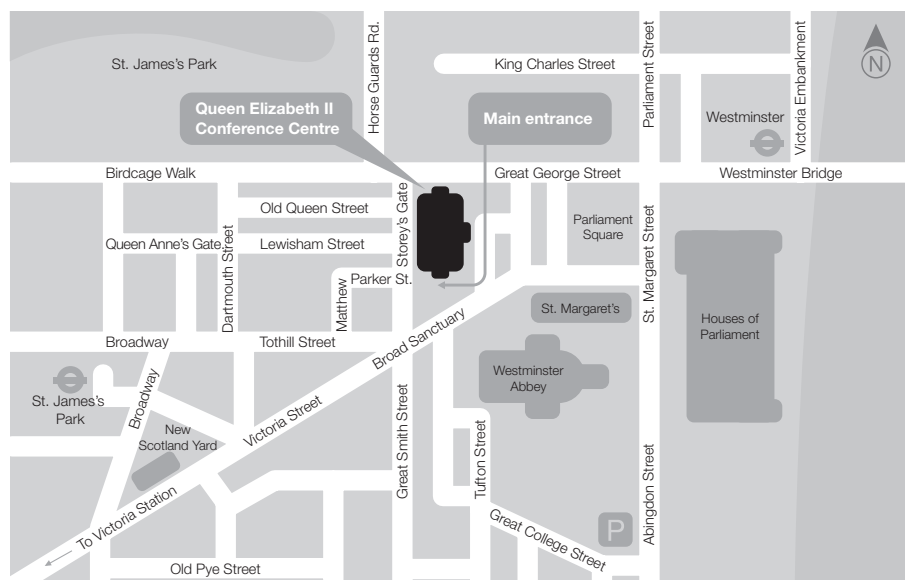 St. James's Park
Horse Guards Rd.
King Charles Street
Parliament Street
Victoria Embankment
N
Queen Elizabeth II
Conference Centre
Main entrance
Westminster
Birdcage Walk
Great George Street
Westminster Bridge
Old Queen Street
Storey's Gate
Parliament
Square
St. Margaret Street
Queen Anne's Gate
Lewisham Street
Dartmouth Street
Parker St.
Matthew
St. Margaret's
Houses of
Parliament
Broadway
Tothill Street
Broad Sanctuary
Westminster
Abbey
St. James's
Park
Broadway
New
Scotland Yard
Victoria Street
Great Smith Street
Tufton Street
Abingdon Street
To Victoria Station
P
Great College Street
Old Pye Street